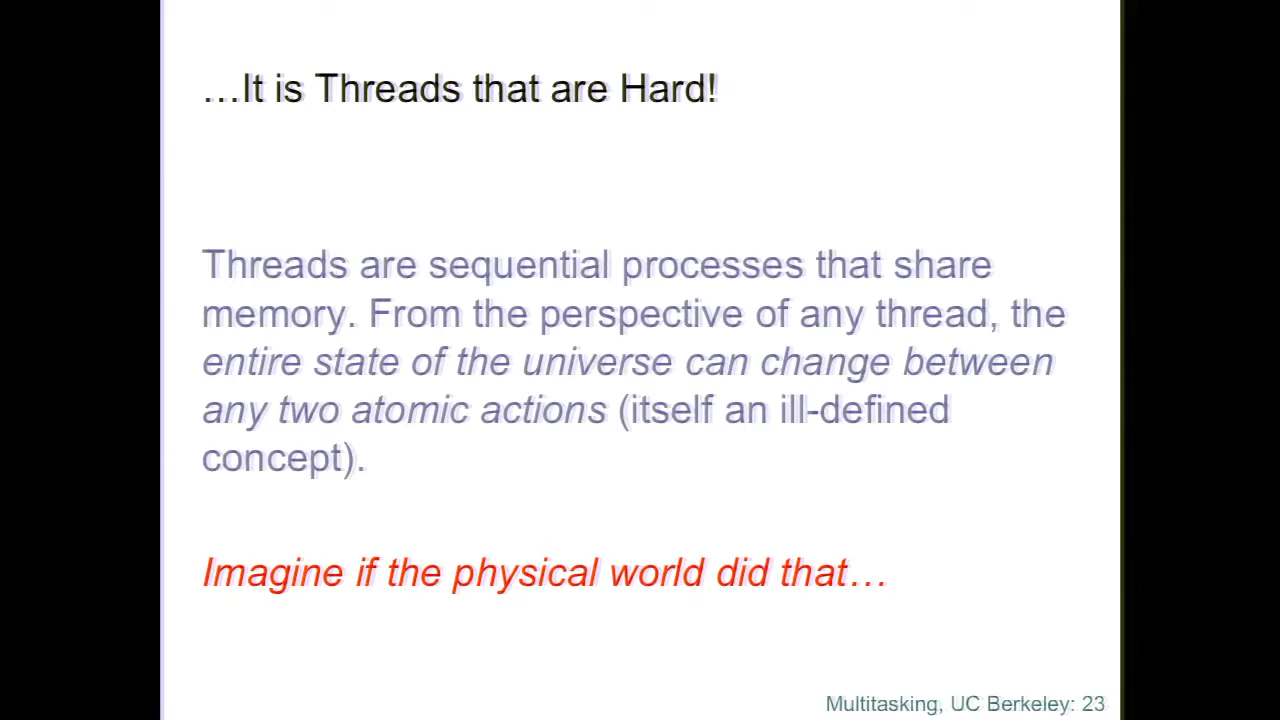 …It is Threads that are Hard!
Threads are sequential processes that share
memory. From the perspective of any thread, the
entire state of the universe can change between
any two atomic actions (itself an ill-defined
concept).
Imagine if the physical world did that…
Multitasking, UC Berkeley: 23